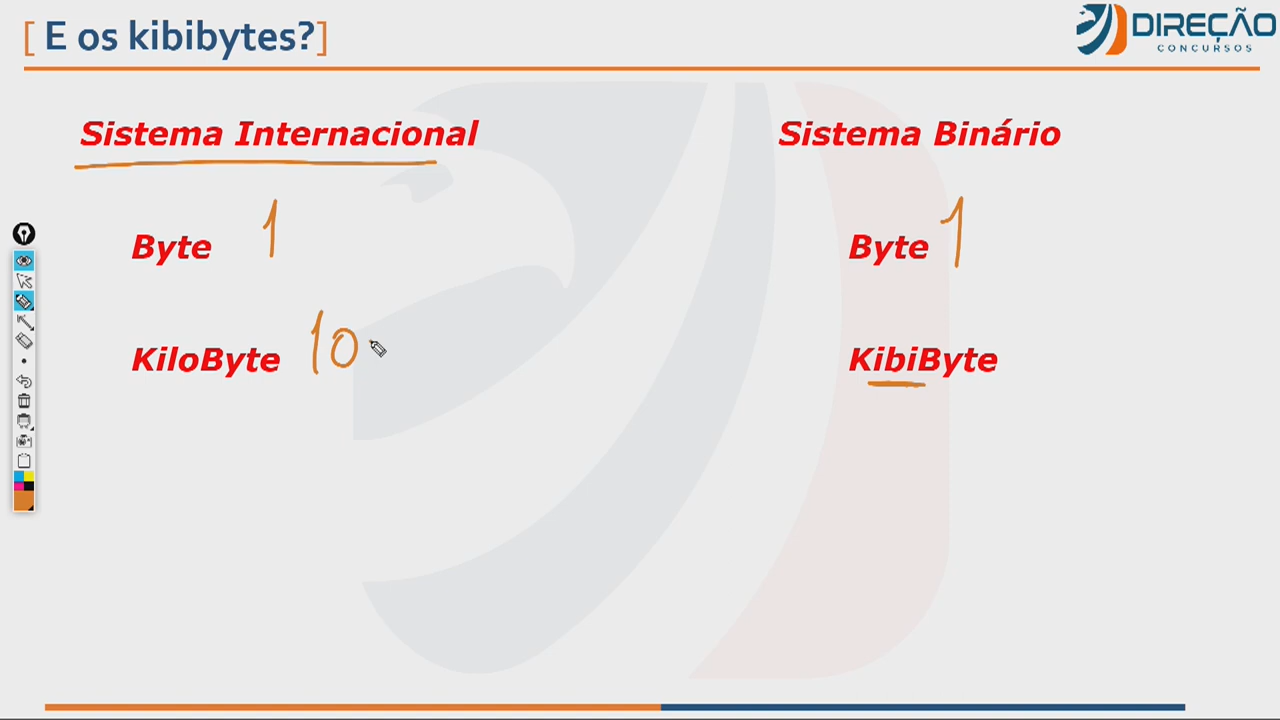 [ E os kibibytes?]
DIREÇÃO
CONCURSOS
Sistema Internacional
Sistema Binário
Byte 1
Byte 1
KiloByte 10
KibiByte